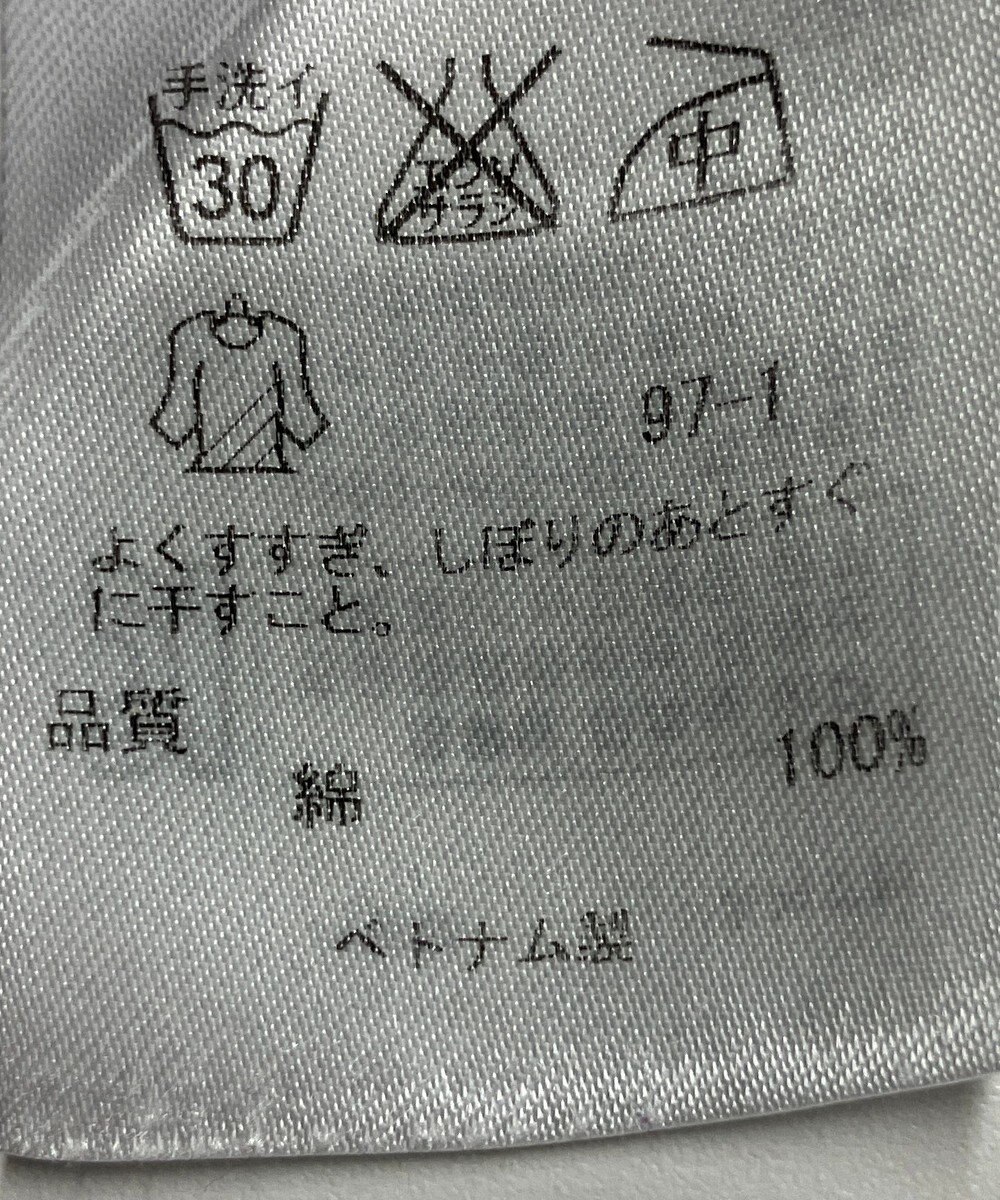 手洗イ
30
エンソ
サラシ
中
97-1
よくすすぎ、しぼりのあとすぐ
に干すこと。
品質
綿 100%
ベトナム製